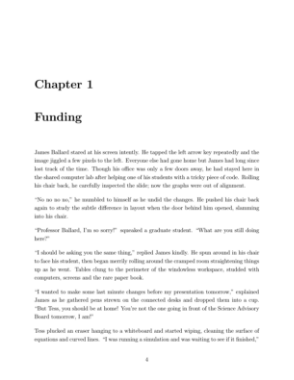 Chapter 1
Funding
James Ballard stared at his screen intently. He tapped the left arrow key repeatedly and the
image jiggled a few pixels to the left. Everyone else had gone home but James had long since
lost track of the time. Though his office was only a few doors away, he had stayed here in
the shared computer lab after helping one of his students with a tricky piece of code. Rolling
his chair back, he carefully inspected the slide; now the graphs were out of alignment.
"No no no no," he mumbled to himself as he undid the changes. He pushed his chair back
again to study the subtle difference in layout when the door behind him opened, slamming
into his chair.
"Professor Ballard, I'm so sorry!" squeaked a graduate student. "What are you still doing
here?"
"I should be asking you the same thing," replied James kindly. He spun around in his chair
to face his student, then began merrily rolling around the cramped room straightening things
up as he went. Tables clung to the perimeter of the windowless workspace, studded with
computers, screens and the rare paper book.
"I wanted to make some last minute changes before my presentation tomorrow," explained
James as he gathered pens strewn on the connected desks and dropped them into a cup.
"But Tess, you should be at home! You're not the one going in front of the Science Advisory
Board tomorrow, I am!"
Tess plucked an eraser hanging to a whiteboard and started wiping, cleaning the surface of
equations and curved lines. "I was running a simulation and was waiting to see if it finished,"
4